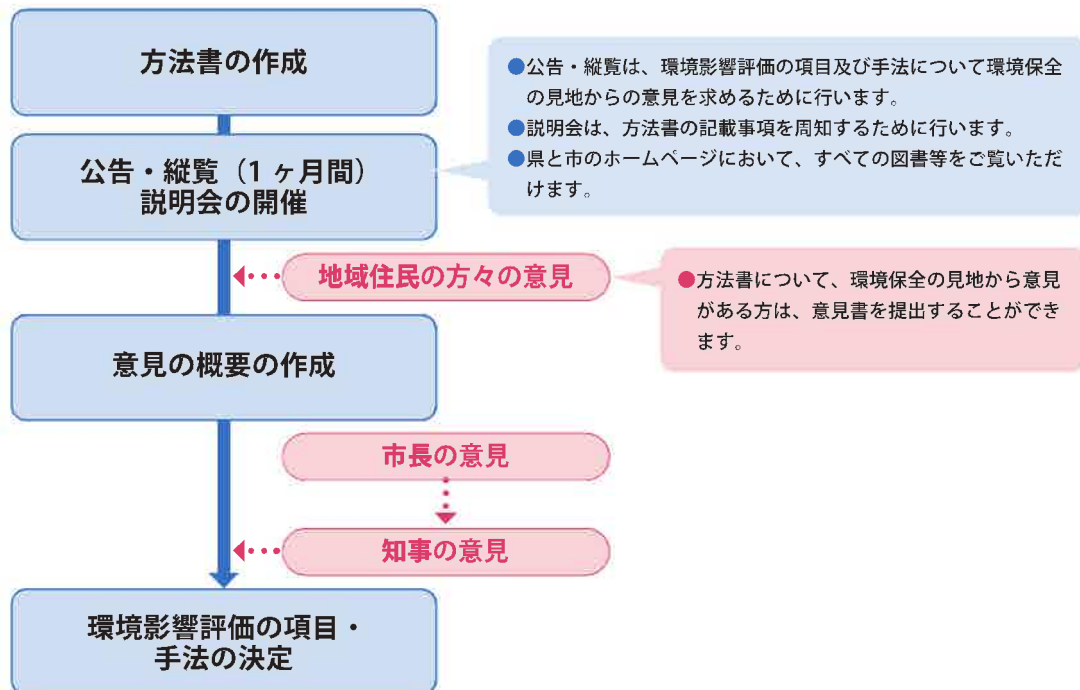 方法書の作成
公告・縦覧（1ヶ月間）
説明会の開催
●公告・縦覧は、環境影響評価の項目及び手法について環境保全
の見地からの意見を求めるために行います。
●説明会は、方法書の記載事項を周知するために行います。
●県と市のホームページにおいて、すべての図書等をご覧いただ
けます。
地域住民の方々の意見
●方法書について、環境保全の見地から意見
がある方は、意見書を提出することができ
ます。
意見の概要の作成
市長の意見
知事の意見
環境影響評価の項目・
手法の決定